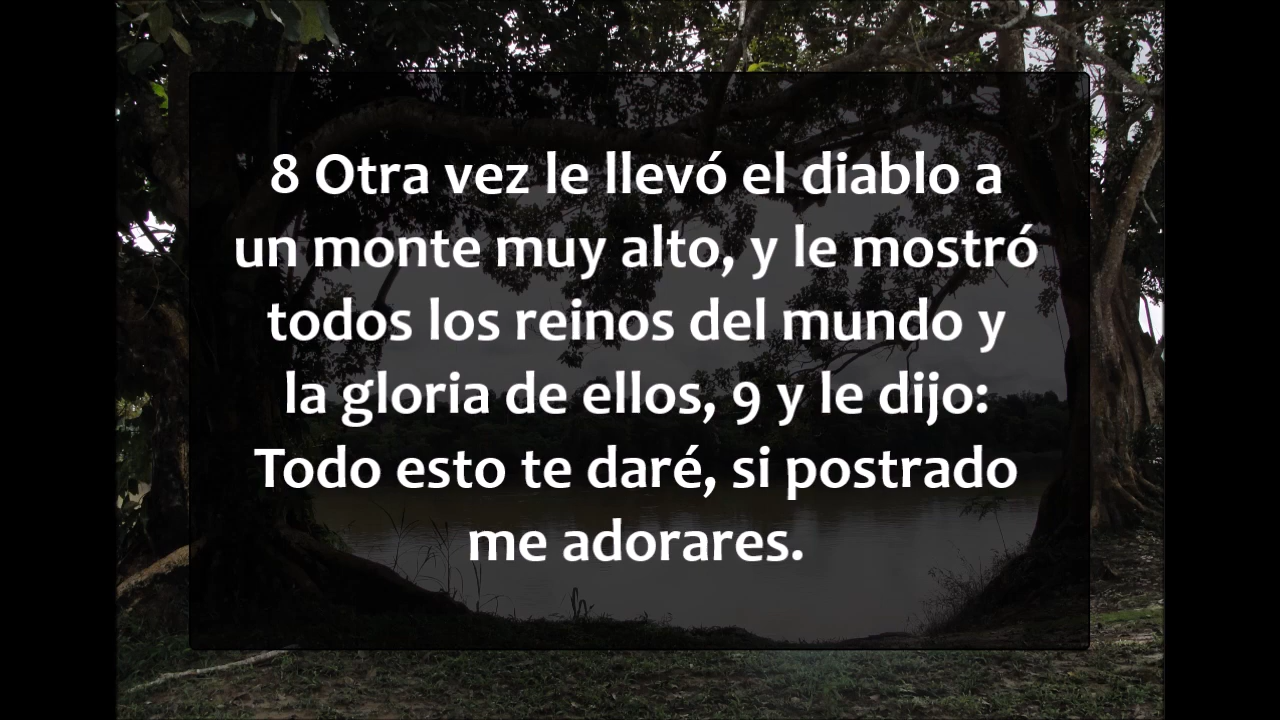 8 Otra vez le llevó el diablo a
un monte muy alto, y le mostró
todos los reinos del mundo y
la gloria de ellos, 9 y le dijo:
Todo esto te daré, si postrado
me adorares.